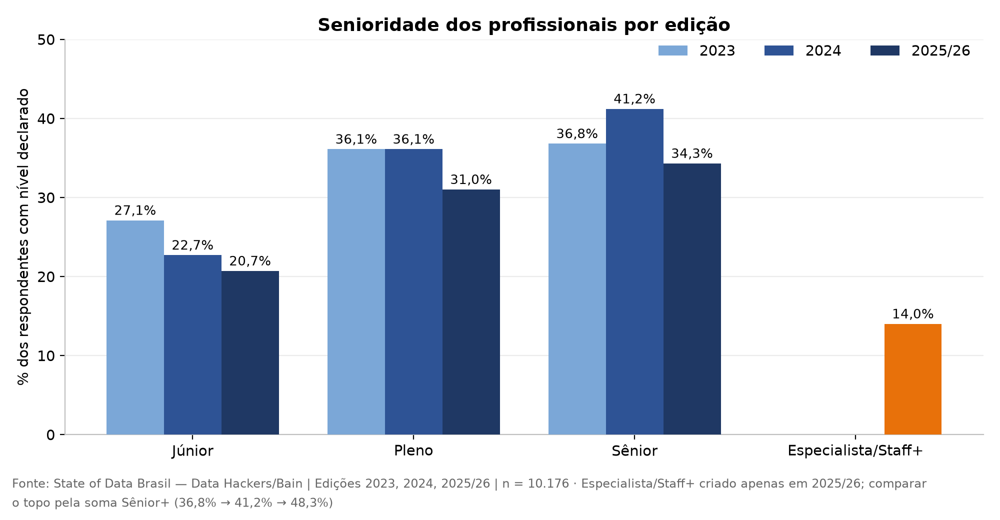 Senioridade dos profissionais por edição
2023 2024 2025/26
% dos respondentes com nível declarado
50
40
30
20
10
0
27,1% 22,7% 20,7%
36,1% 36,1% 31,0%
36,8% 41,2% 34,3%
14,0%
Júnior Pleno Sênior Especialista/Staff+
Fonte: State of Data Brasil — Data Hackers/Bain | Edições 2023, 2024, 2025/26 | n = 10.176 · Especialista/Staff+ criado apenas em 2025/26; comparar
o topo pela soma Sênior+ (36,8% → 41,2% → 48,3%)